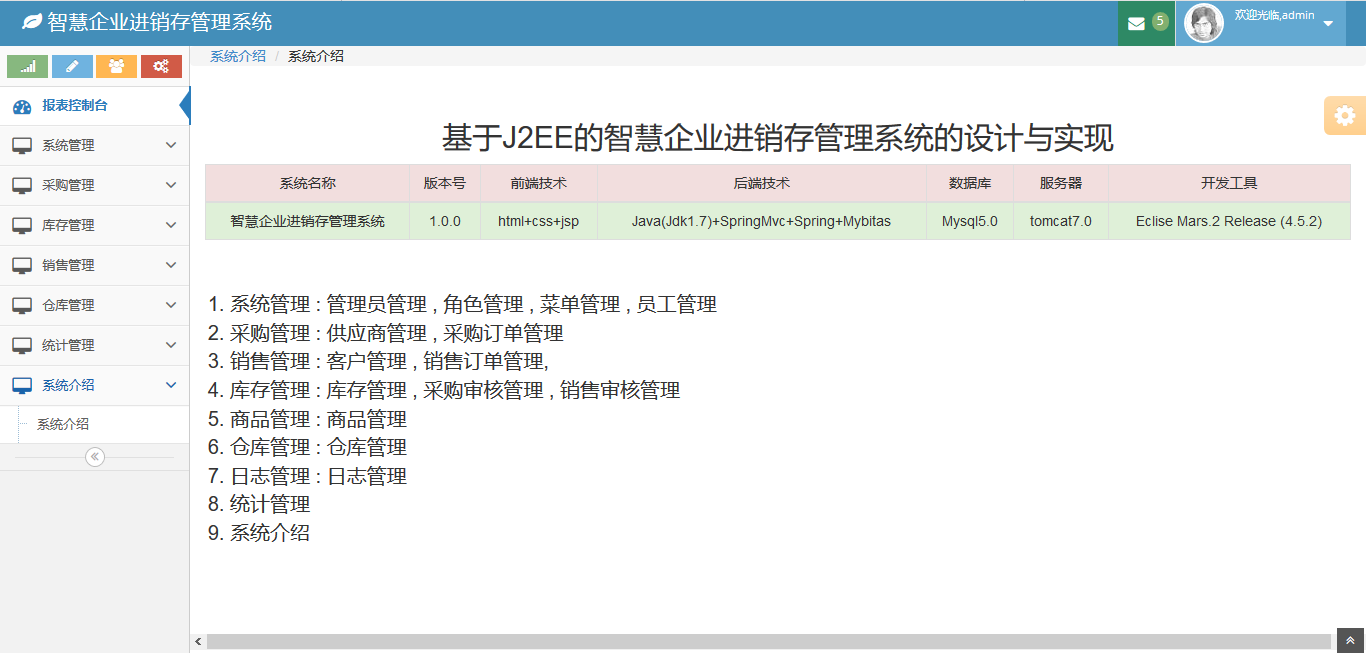 智慧企业进销存管理系统
5
欢迎光临,admin
系统介绍 / 系统介绍
报表控制台
系统管理
采购管理
库存管理
销售管理
仓库管理
统计管理
系统介绍
系统介绍
基于J2EE的智慧企业进销存管理系统的设计与实现
系统名称 版本号 前端技术 后端技术 数据库 服务器 开发工具
智慧企业进销存管理系统 1.0.0 html+css+jsp Java(Jdk1.7)+SpringMvc+Spring+Mybitas Mysql5.0 tomcat7.0 Eclise Mars.2 Release (4.5.2)
1. 系统管理 : 管理员管理 , 角色管理 , 菜单管理 , 员工管理
2. 采购管理 : 供应商管理 , 采购订单管理
3. 销售管理 : 客户管理 , 销售订单管理,
4. 库存管理 : 库存管理 , 采购审核管理 , 销售审核管理
5. 商品管理 : 商品管理
6. 仓库管理 : 仓库管理
7. 日志管理 : 日志管理
8. 统计管理
9. 系统介绍